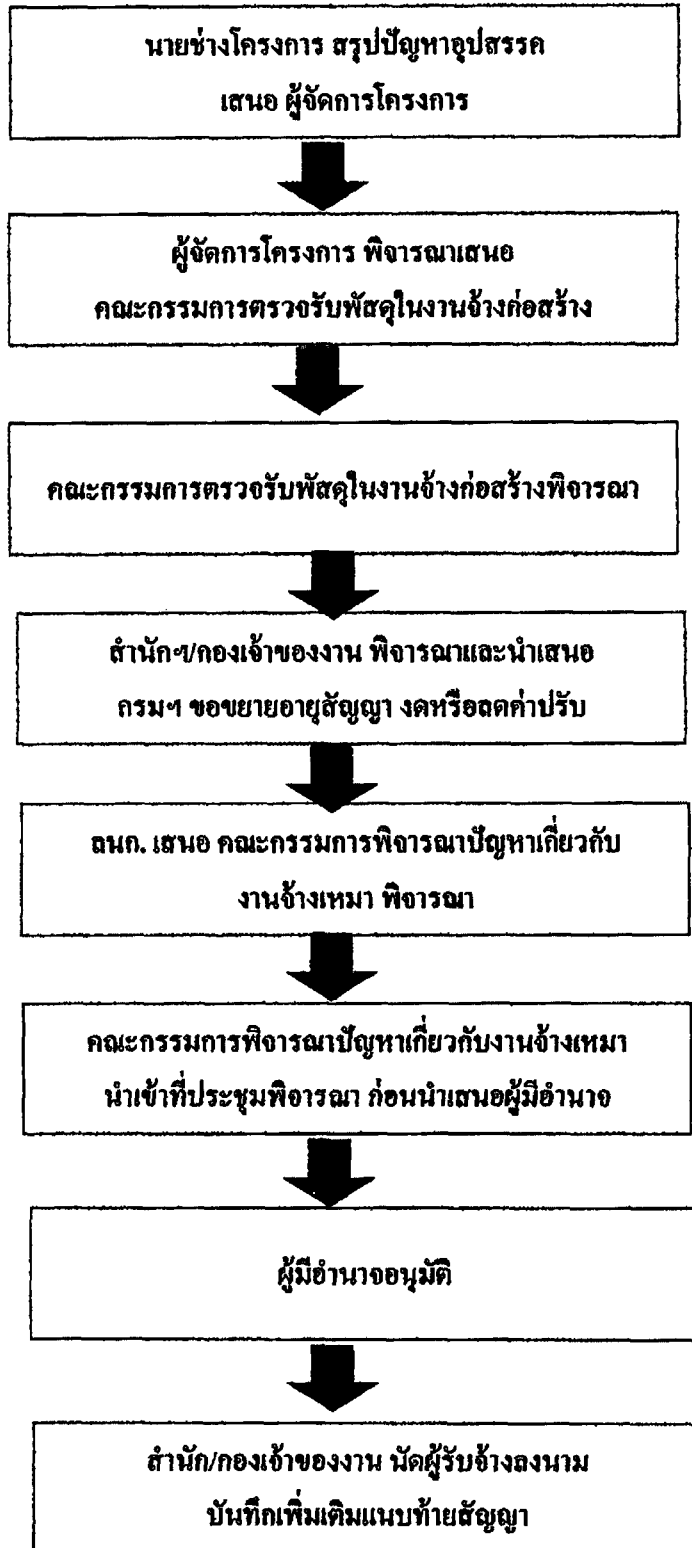 นายช่างโครงการ สรุปปัญหาอุปสรรค
เสนอ ผู้จัดการโครงการ
ผู้จัดการโครงการ พิจารณาเสนอ
คณะกรรมการตรวจรับพัสดุในงานจ้างก่อสร้าง
คณะกรรมการตรวจรับพัสดุในงานจ้างก่อสร้างพิจารณา
สำนักฯ/กองเจ้าของงาน พิจารณาและนำเสนอ
กรมฯ ขอขยายอายุสัญญา งดหรือลดค่าปรับ
ลนก. เสนอ คณะกรรมการพิจารณาปัญหาเกี่ยวกับ
งานจ้างเหมา พิจารณา
คณะกรรมการพิจารณาปัญหาเกี่ยวกับงานจ้างเหมา
นำเข้าที่ประชุมพิจารณา ก่อนนำเสนอผู้มีอำนาจ
ผู้มีอำนาจอนุมัติ
สำนัก/กองเจ้าของงาน นัดผู้รับจ้างลงนาม
บันทึกเพิ่มเติมแนบท้ายสัญญา